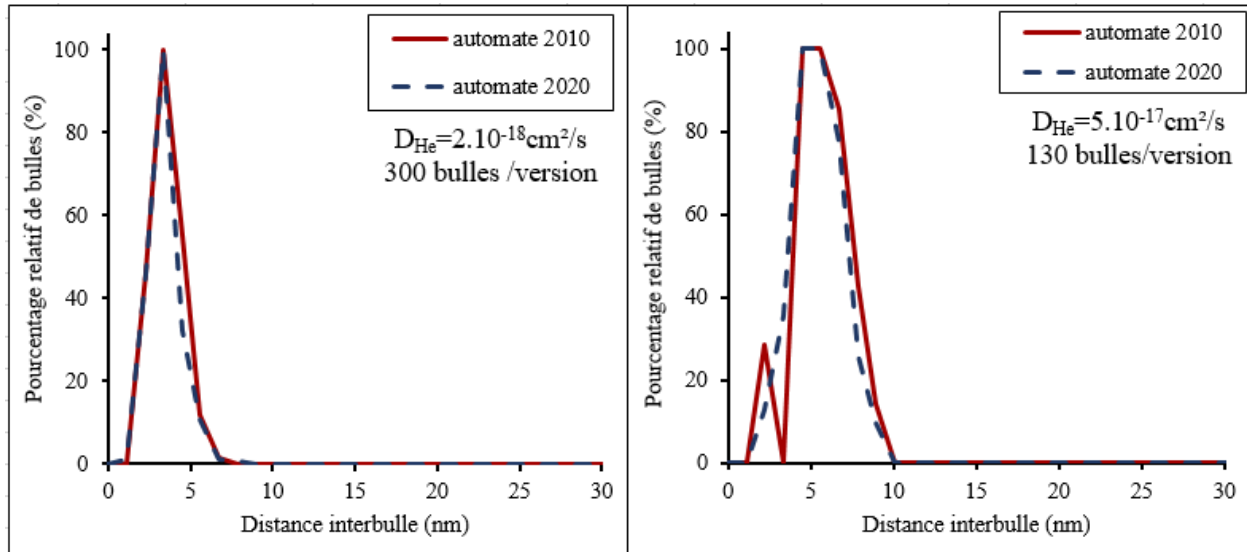 automate 2010
automate 2020
D_He=2.10⁻¹⁸cm²/s
300 bulles /version
Pourcentage relatif de bulles (%)
100
80
60
40
20
0
0 5 10 15 20 25 30
Distance interbulle (nm)
automate 2010
automate 2020
D_He=5.10⁻¹⁷cm²/s
130 bulles/version
Pourcentage relatif de bulles (%)
100
80
60
40
20
0
0 5 10 15 20 25 30
Distance interbulle (nm)